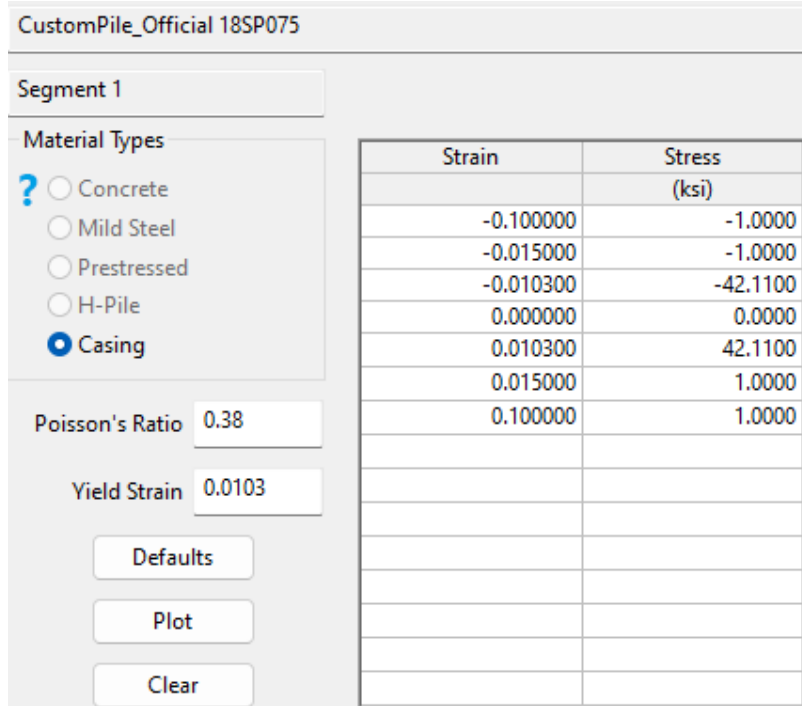 CustomPile_Official 18SP075
Segment 1
Material Types
? Concrete
Mild Steel
Prestressed
H-Pile
Casing
Poisson's Ratio 0.38
Yield Strain 0.0103
Defaults
Plot
Clear
Strain Stress
(ksi)
-0.100000 -1.0000
-0.015000 -1.0000
-0.010300 -42.1100
0.000000 0.0000
0.010300 42.1100
0.015000 1.0000
0.100000 1.0000